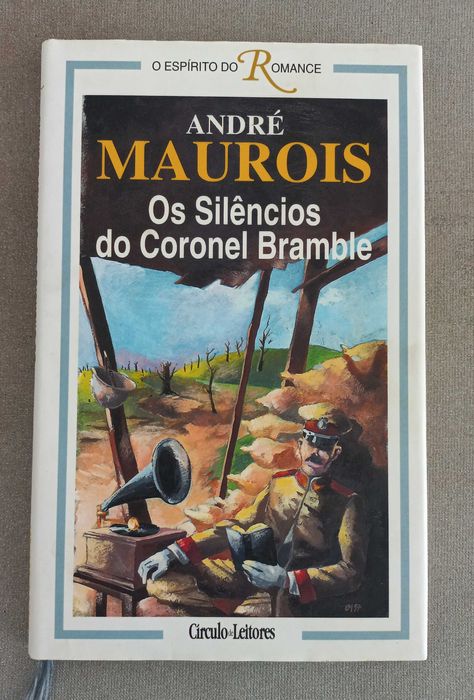 O ESPÍRITO DO ROMANCE
ANDRÉ
MAUROIS
Os Silêncios
do Coronel Bramble
Círculo de Leitores